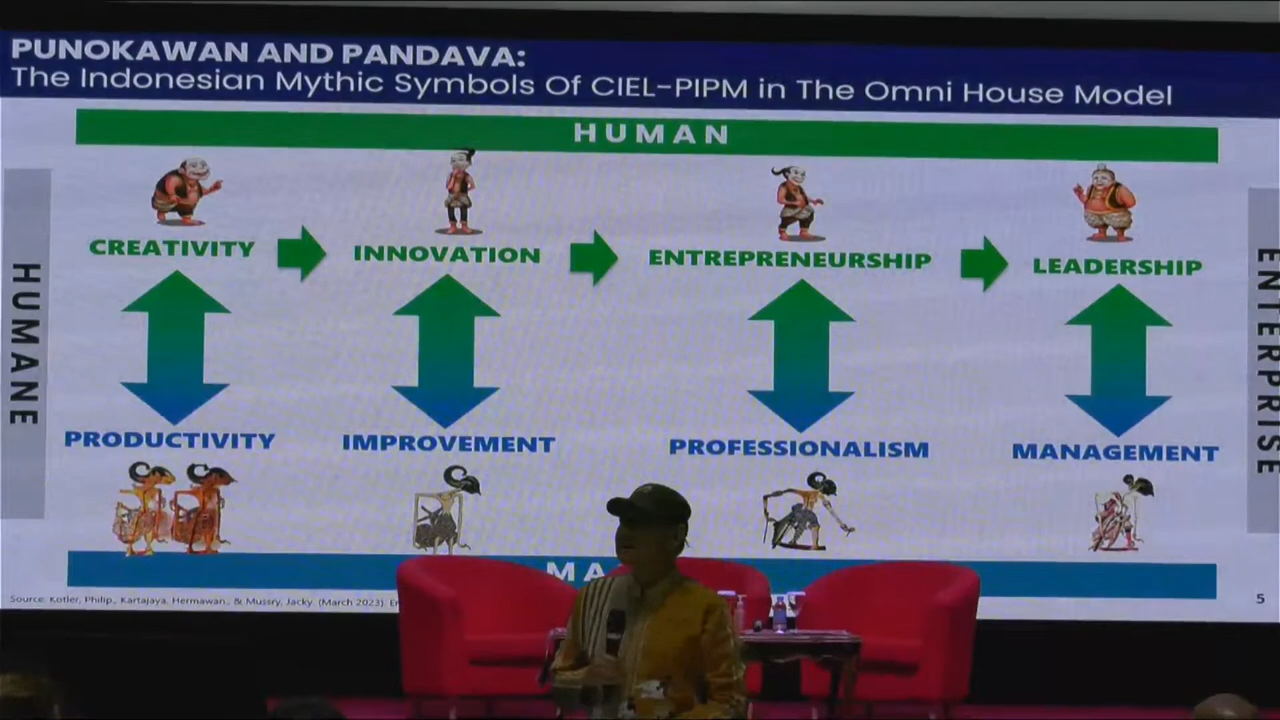 PUNOKAWAN AND PANDAVA:
The Indonesian Mythic Symbols Of CIEL-PIPM in The Omni House Model
HUMAN
HUMANE
ENTERPRISE
CREATIVITY
INNOVATION
ENTREPRENEURSHIP
LEADERSHIP
PRODUCTIVITY
IMPROVEMENT
PROFESSIONALISM
MANAGEMENT
Source: Kotler, Philip., Kartajaya, Hermawan., & Mussry, Jacky. (March 2023).
5